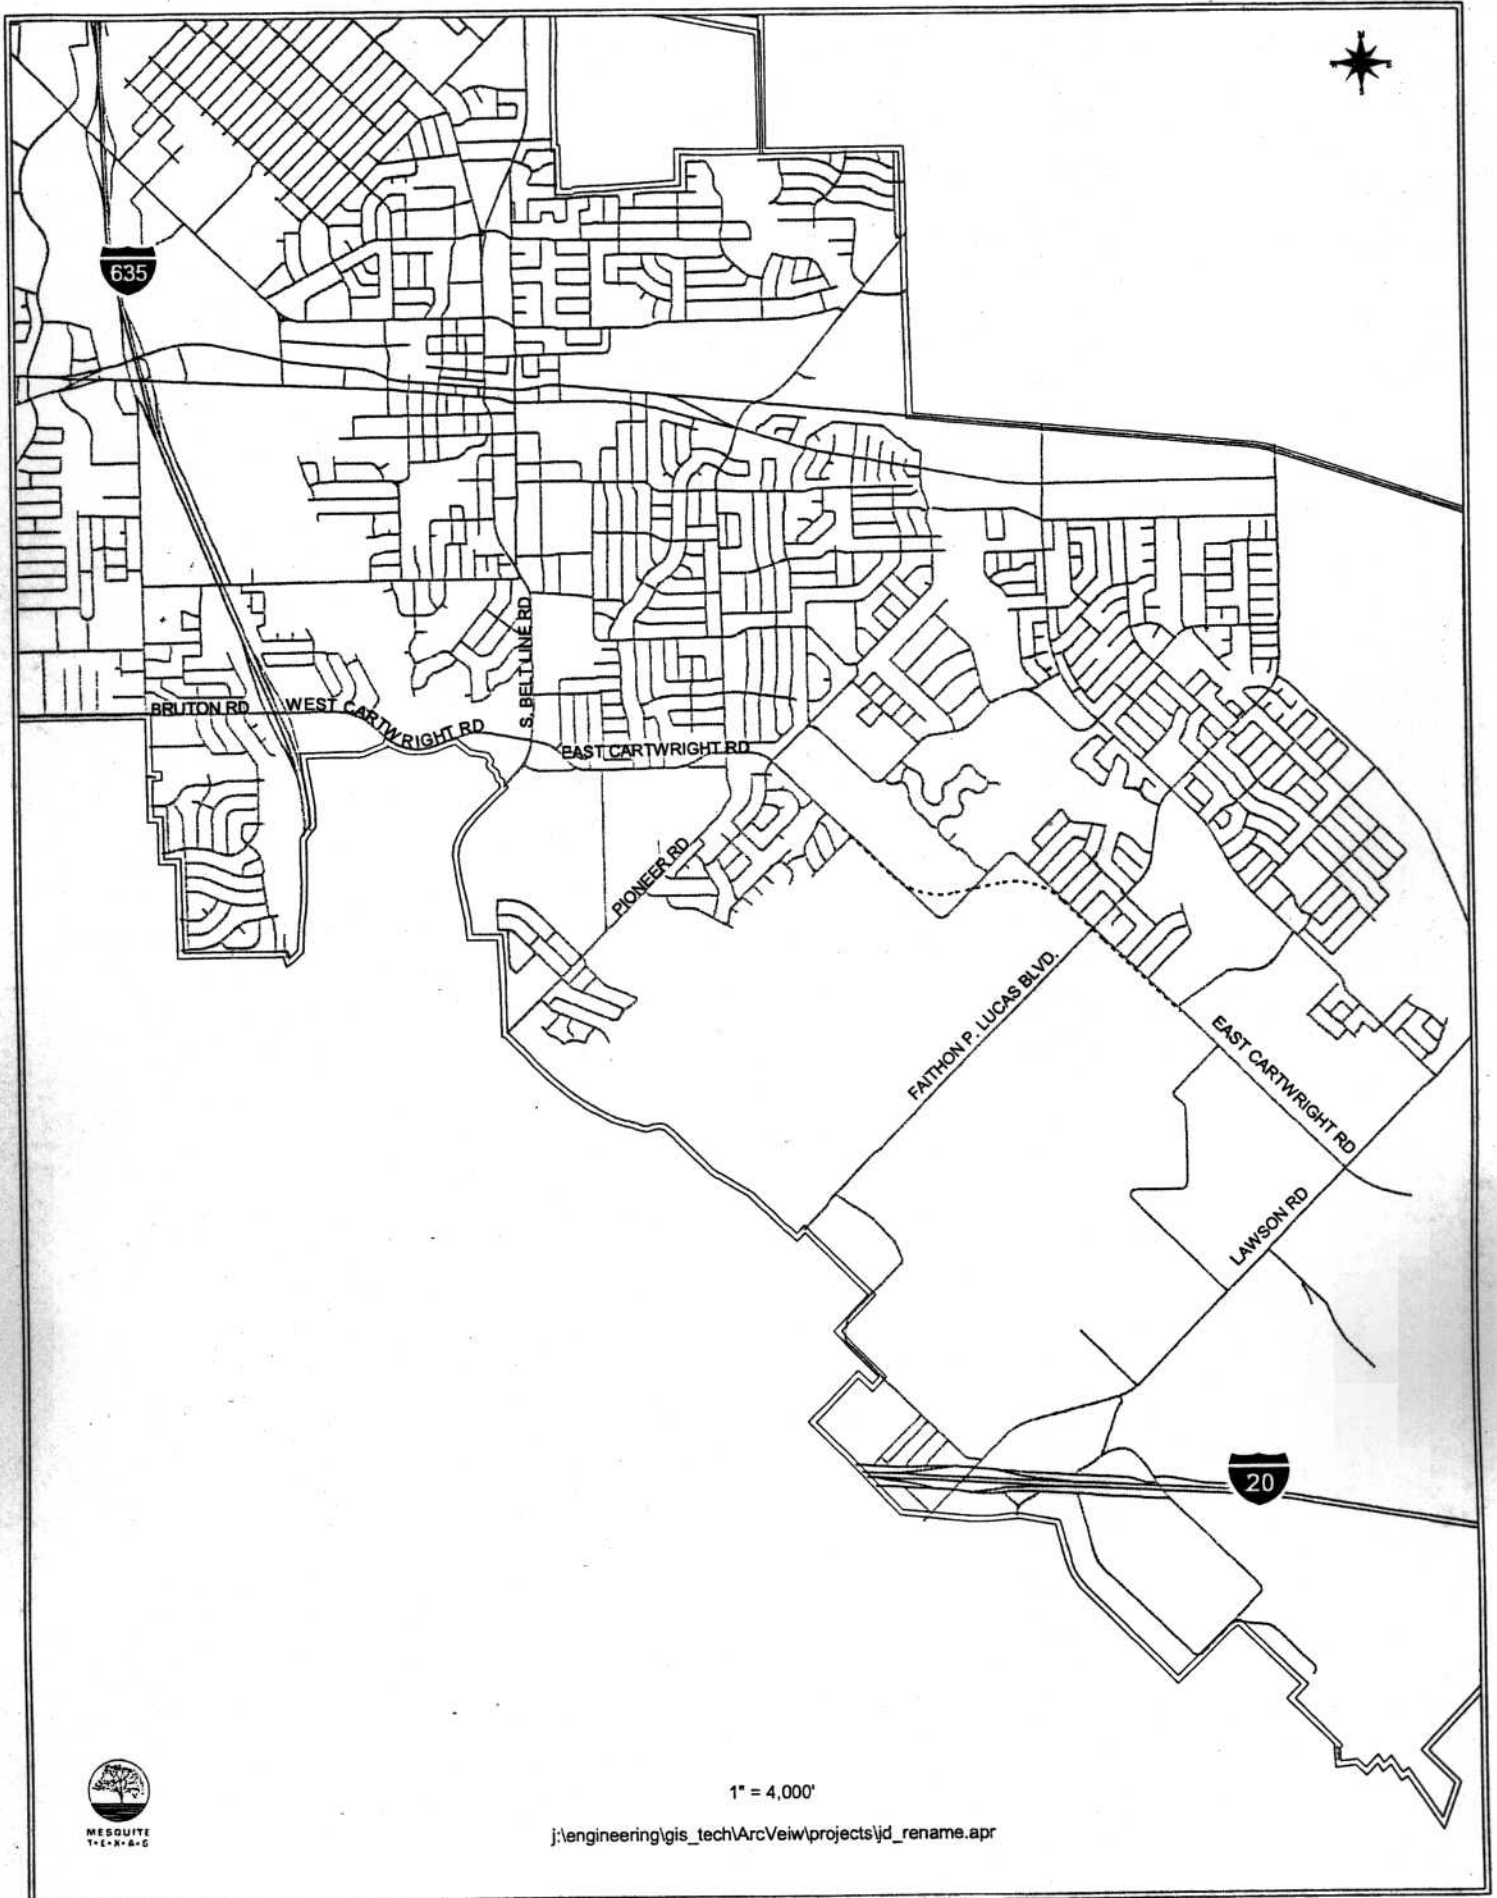 N
W E
S
635
S. BELT LINE RD
BRUTON RD
WEST CARTWRIGHT RD
EAST CARTWRIGHT RD
PIONEER RD
FAITHON P. LUCAS BLVD.
EAST CARTWRIGHT RD
LAWSON RD
20
MESQUITE
T•E•X•A•S
1" = 4,000'
j:\engineering\gis_tech\ArcVeiw\projects\jd_rename.apr